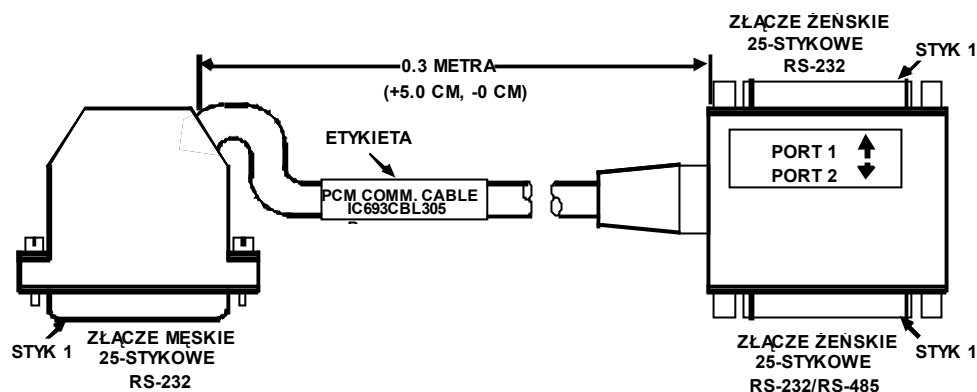 ZŁĄCZE ŻEŃSKIE
25-STYKOWE
RS-232
STYK 1
0.3 METRA
(+5.0 CM, -0 CM)
ETYKIETA
PORT 1
PORT 2
PCM COMM. CABLE
IC693CBL305
STYK 1
ZŁĄCZE MĘSKIE
25-STYKOWE
RS-232
ZŁĄCZE ŻEŃSKIE
25-STYKOWE
RS-232/RS-485
STYK 1